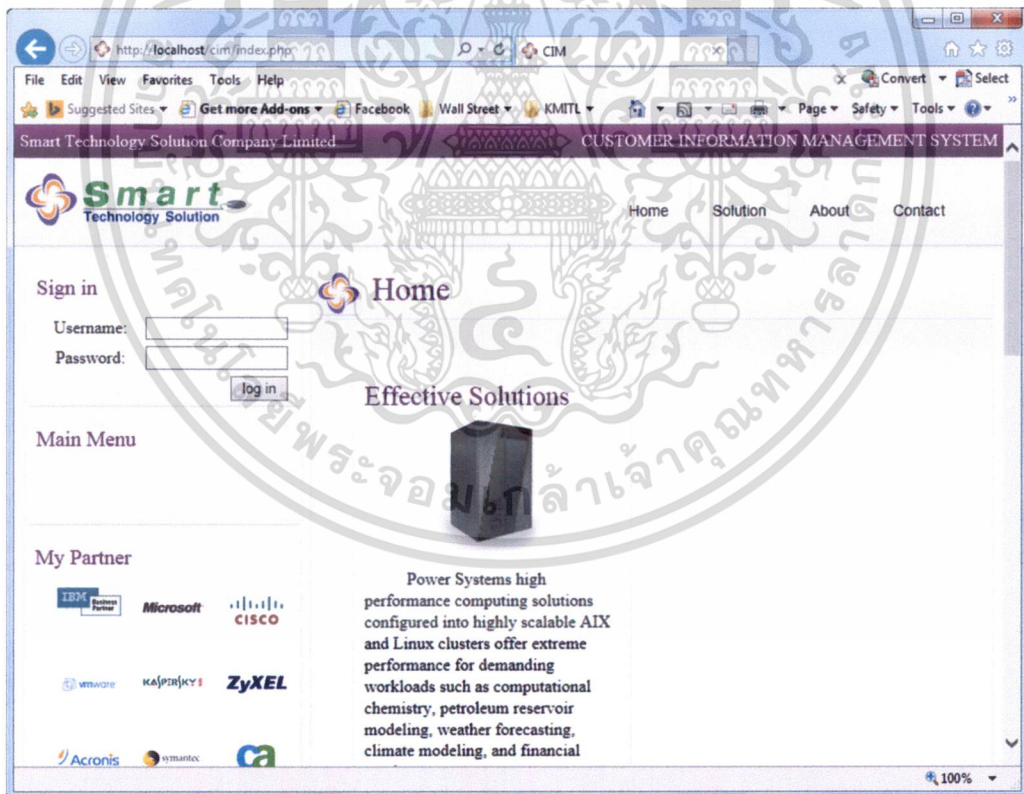 http://localhost/cim/index.php
CIM
File Edit View Favorites Tools Help
Convert Select
Suggested Sites Get more Add-ons Facebook Wall Street KMITL Page Safety Tools
Smart Technology Solution Company Limited CUSTOMER INFORMATION MANAGEMENT SYSTEM
Smart
Technology Solution
Home Solution About Contact
Sign in
Username:
Password:
log in
Main Menu
My Partner
IBM Business Partner
Microsoft
CISCO
vmware
KASPERSKY
ZyXEL
Acronis
symantec
ca
Home
Effective Solutions
Power Systems high
performance computing solutions
configured into highly scalable AIX
and Linux clusters offer extreme
performance for demanding
workloads such as computational
chemistry, petroleum reservoir
modeling, weather forecasting,
climate modeling, and financial
100%